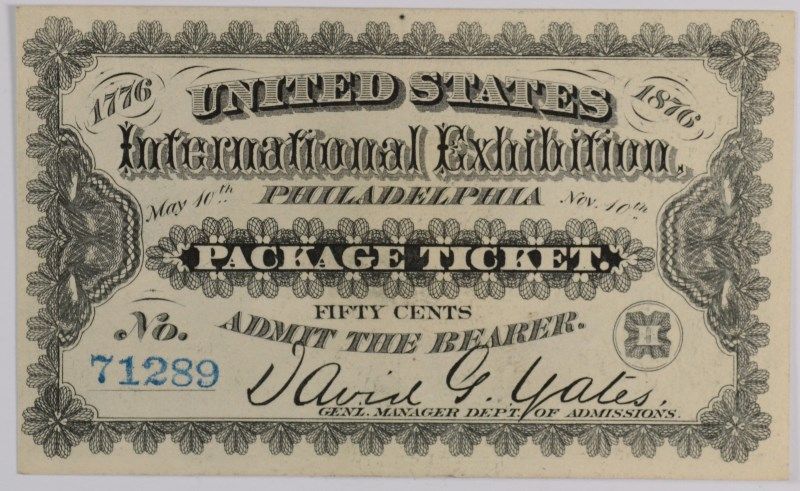 1776
UNITED STATES
1876
International Exhibition,
May 10th
PHILADELPHIA
Nov. 10th
PACKAGE TICKET.
FIFTY CENTS
No.
ADMIT THE BEARER.
H
71289
David G. Yates,
GENL. MANAGER DEPT. OF ADMISSIONS.